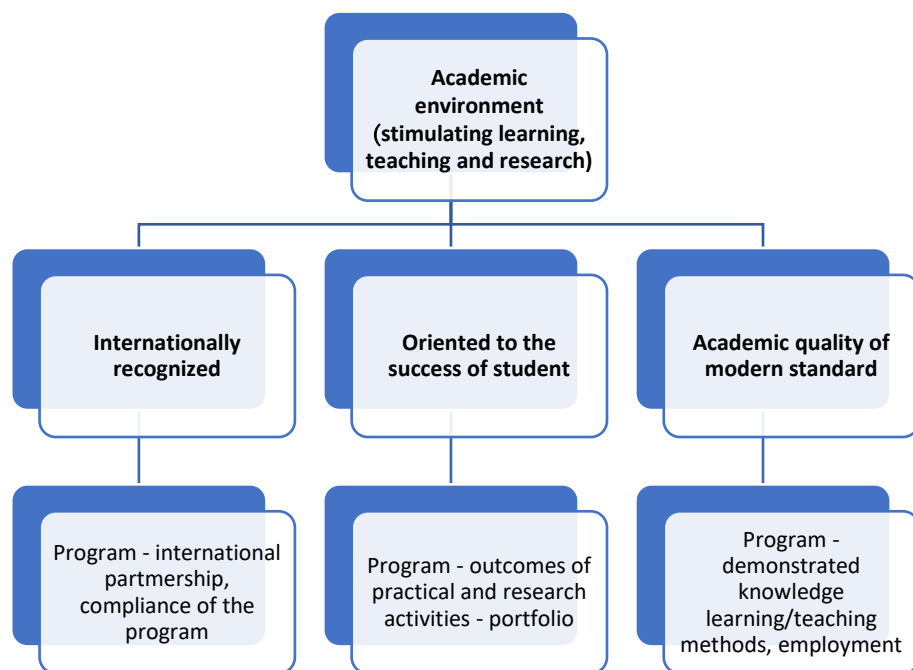 Academic
environment
(stimulating learning,
teaching and research)
Internationally
recognized
Oriented to the
success of student
Academic quality of
modern standard
Program - international
partmership,
compliance of the
program
Program - outcomes of
practical and research
activities - portfolio
Program -
demonstrated
knowledge
learning/teaching
methods, employment